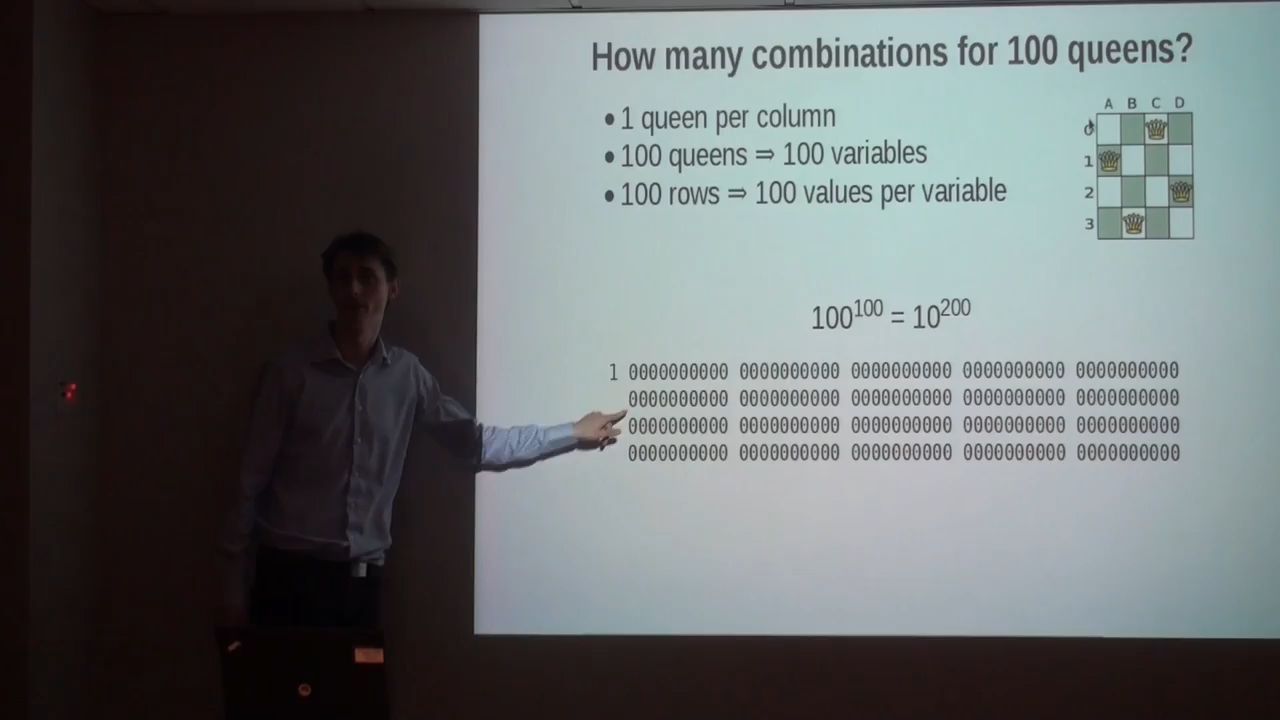 How many combinations for 100 queens?
• 1 queen per column
• 100 queens ⇒ 100 variables
• 100 rows ⇒ 100 values per variable
A B C D
0
1
2
3
100^100 = 10^200
1 0000000000 0000000000 0000000000 0000000000 0000000000
0000000000 0000000000 0000000000 0000000000 0000000000
0000000000 0000000000 0000000000 0000000000 0000000000
0000000000 0000000000 0000000000 0000000000 0000000000